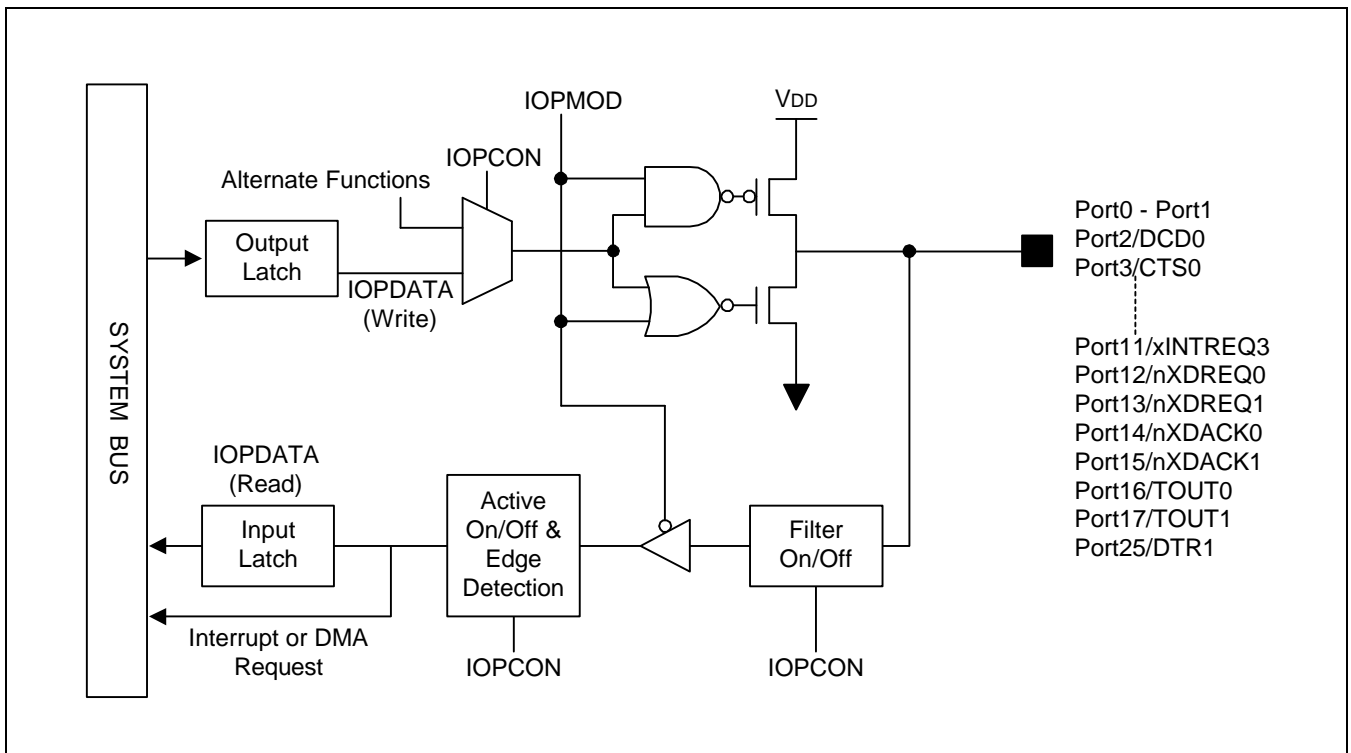 IOPMOD
VDD
IOPCON
Alternate Functions
Output
Latch
IOPDATA
(Write)
SYSTEM BUS
Port0 - Port1
Port2/DCD0
Port3/CTS0
Port11/xINTREQ3
Port12/nXDREQ0
Port13/nXDREQ1
Port14/nXDACK0
Port15/nXDACK1
Port16/TOUT0
Port17/TOUT1
Port25/DTR1
IOPDATA
(Read)
Input
Latch
Active
On/Off &
Edge
Detection
Filter
On/Off
Interrupt or DMA
Request
IOPCON
IOPCON